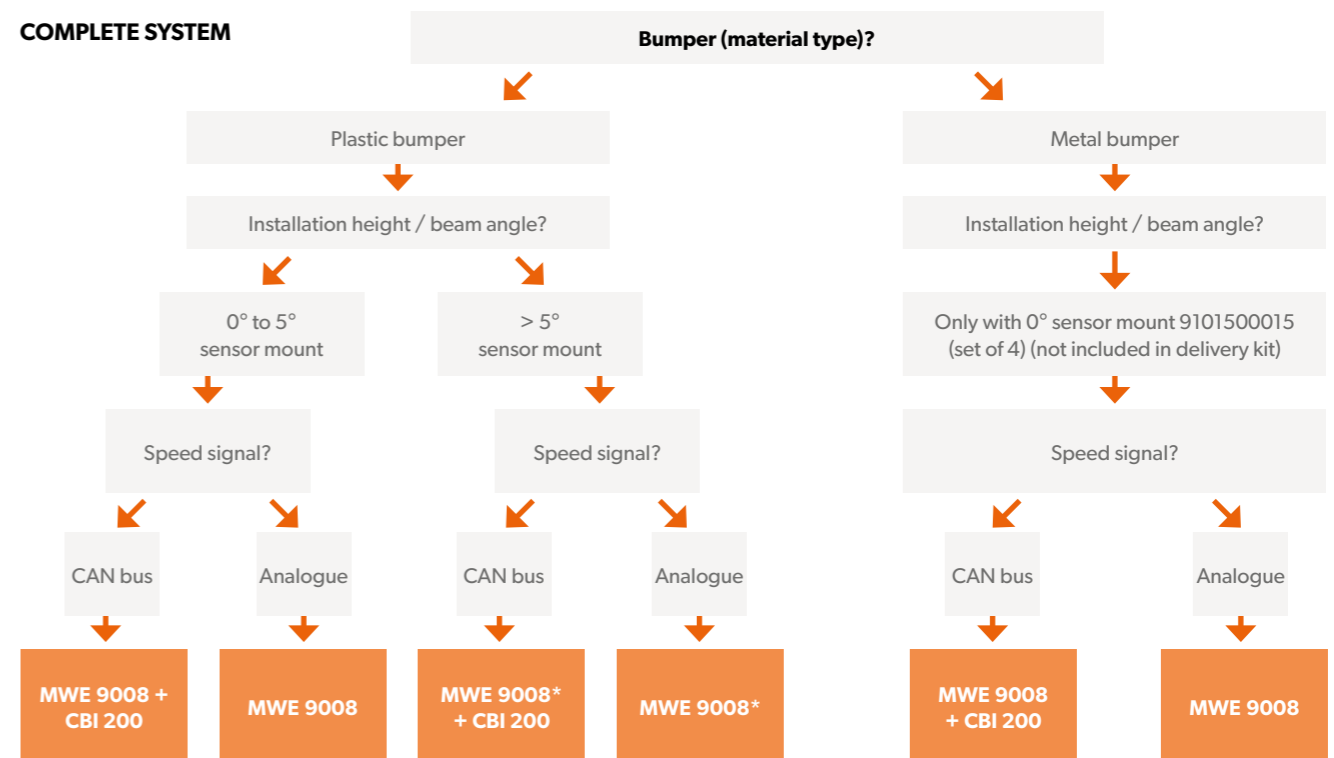 COMPLETE SYSTEM
Bumper (material type)?
Plastic bumper
Metal bumper
Installation height / beam angle?
Installation height / beam angle?
0° to 5°
sensor mount
> 5°
sensor mount
Only with 0° sensor mount 9101500015
(set of 4) (not included in delivery kit)
Speed signal?
Speed signal?
Speed signal?
CAN bus
Analogue
CAN bus
Analogue
CAN bus
Analogue
MWE 9008 +
CBI 200
MWE 9008
MWE 9008*
+ CBI 200
MWE 9008*
MWE 9008
+ CBI 200
MWE 9008